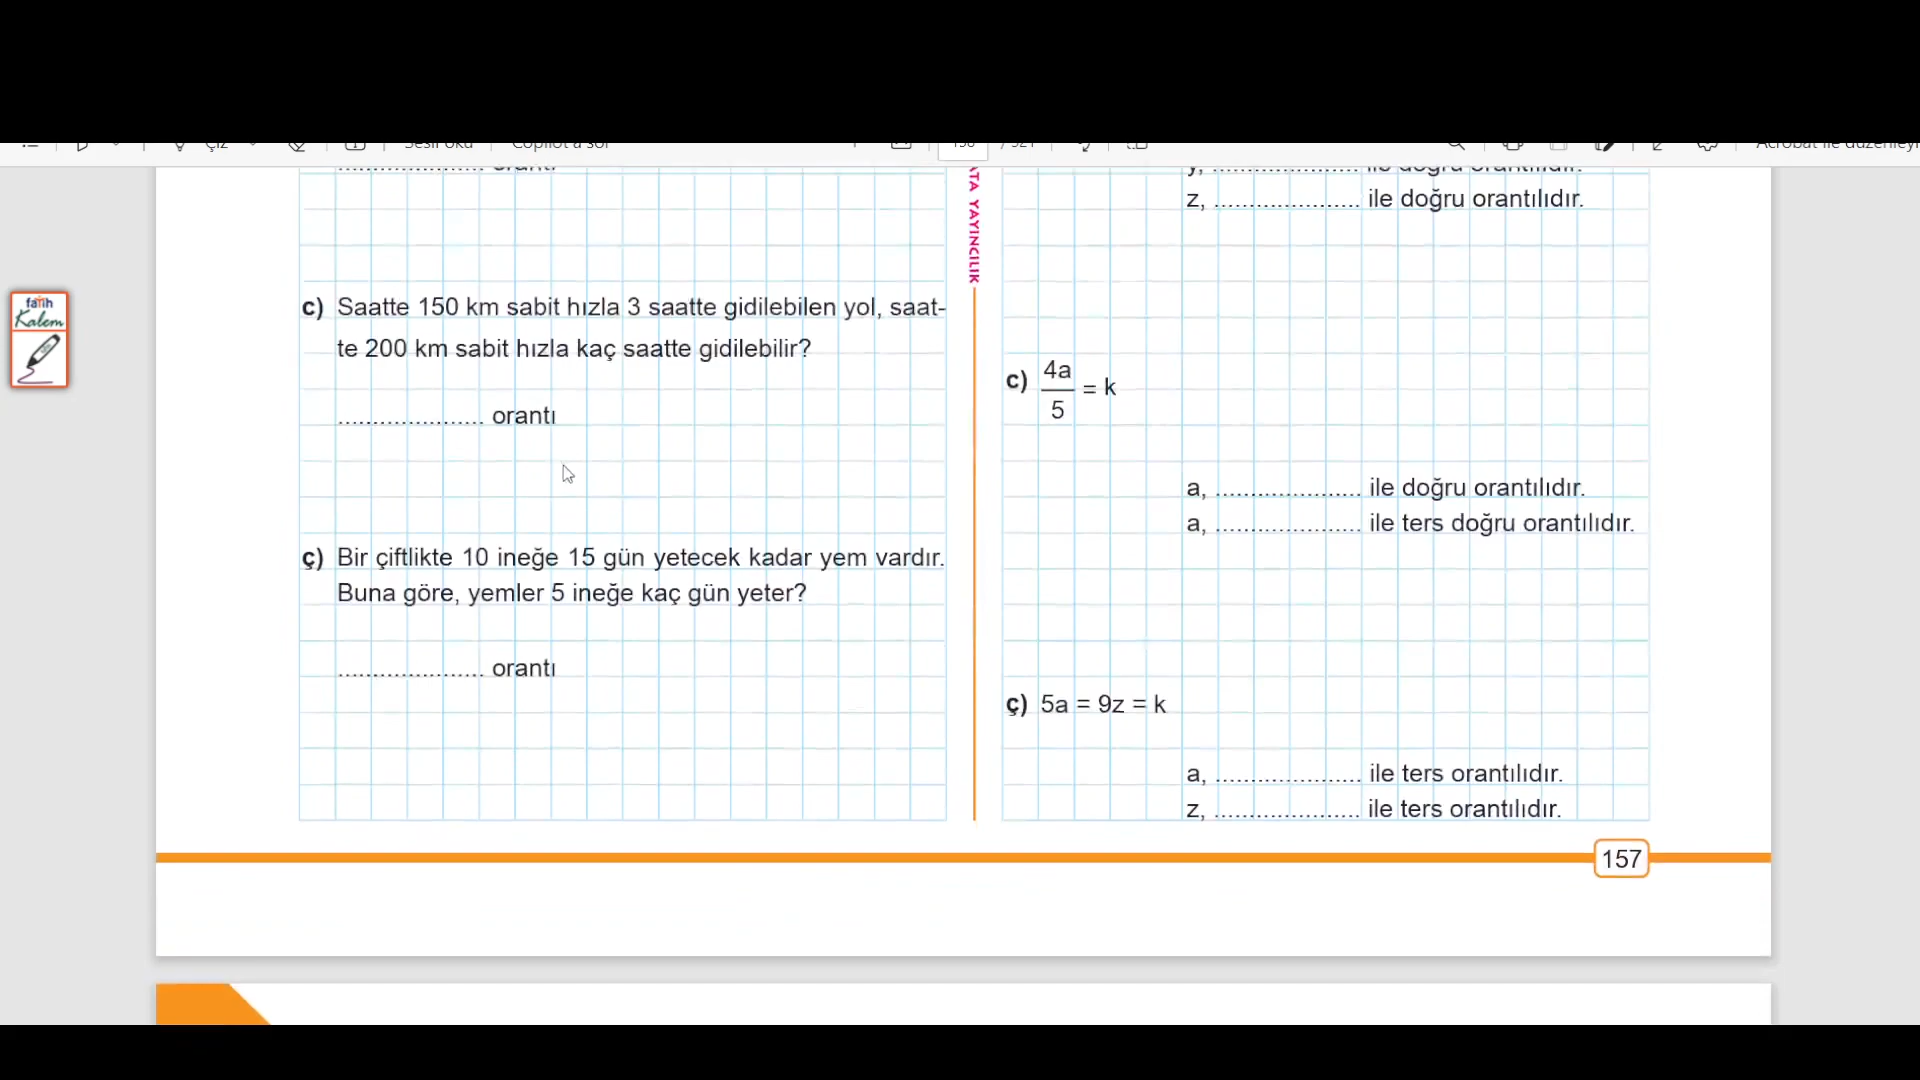 fatih
Kalem
c) Saatte 150 km sabit hızla 3 saatte gidilebilen yol, saat-
te 200 km sabit hızla kaç saatte gidilebilir?
..................... orantı
ç) Bir çiftlikte 10 ineğe 15 gün yetecek kadar yem vardır.
Buna göre, yemler 5 ineğe kaç gün yeter?
..................... orantı
ATA YAYINCILIK
z, ..................... ile doğru orantılıdır.
c) 4a/5 = k
a, ..................... ile doğru orantılıdır.
a, ..................... ile ters doğru orantılıdır.
ç) 5a = 9z = k
a, ..................... ile ters orantılıdır.
z, ..................... ile ters orantılıdır.
157